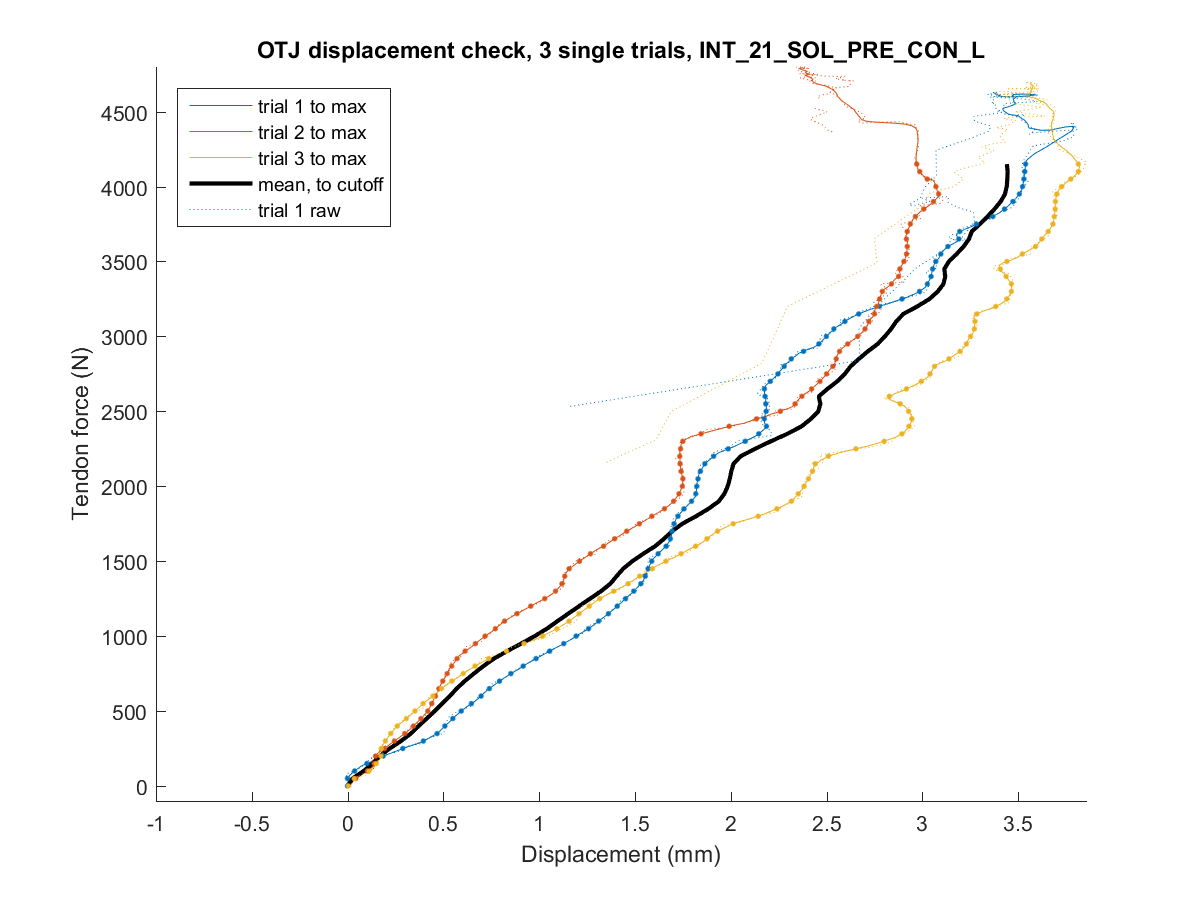 OTJ displacement check, 3 single trials, INT_21_SOL_PRE_CON_L
trial 1 to max
trial 2 to max
trial 3 to max
mean, to cutoff
trial 1 raw
4500
4000
3500
3000
2500
2000
1500
1000
500
0
Tendon force (N)
-1 -0.5 0 0.5 1 1.5 2 2.5 3 3.5
Displacement (mm)